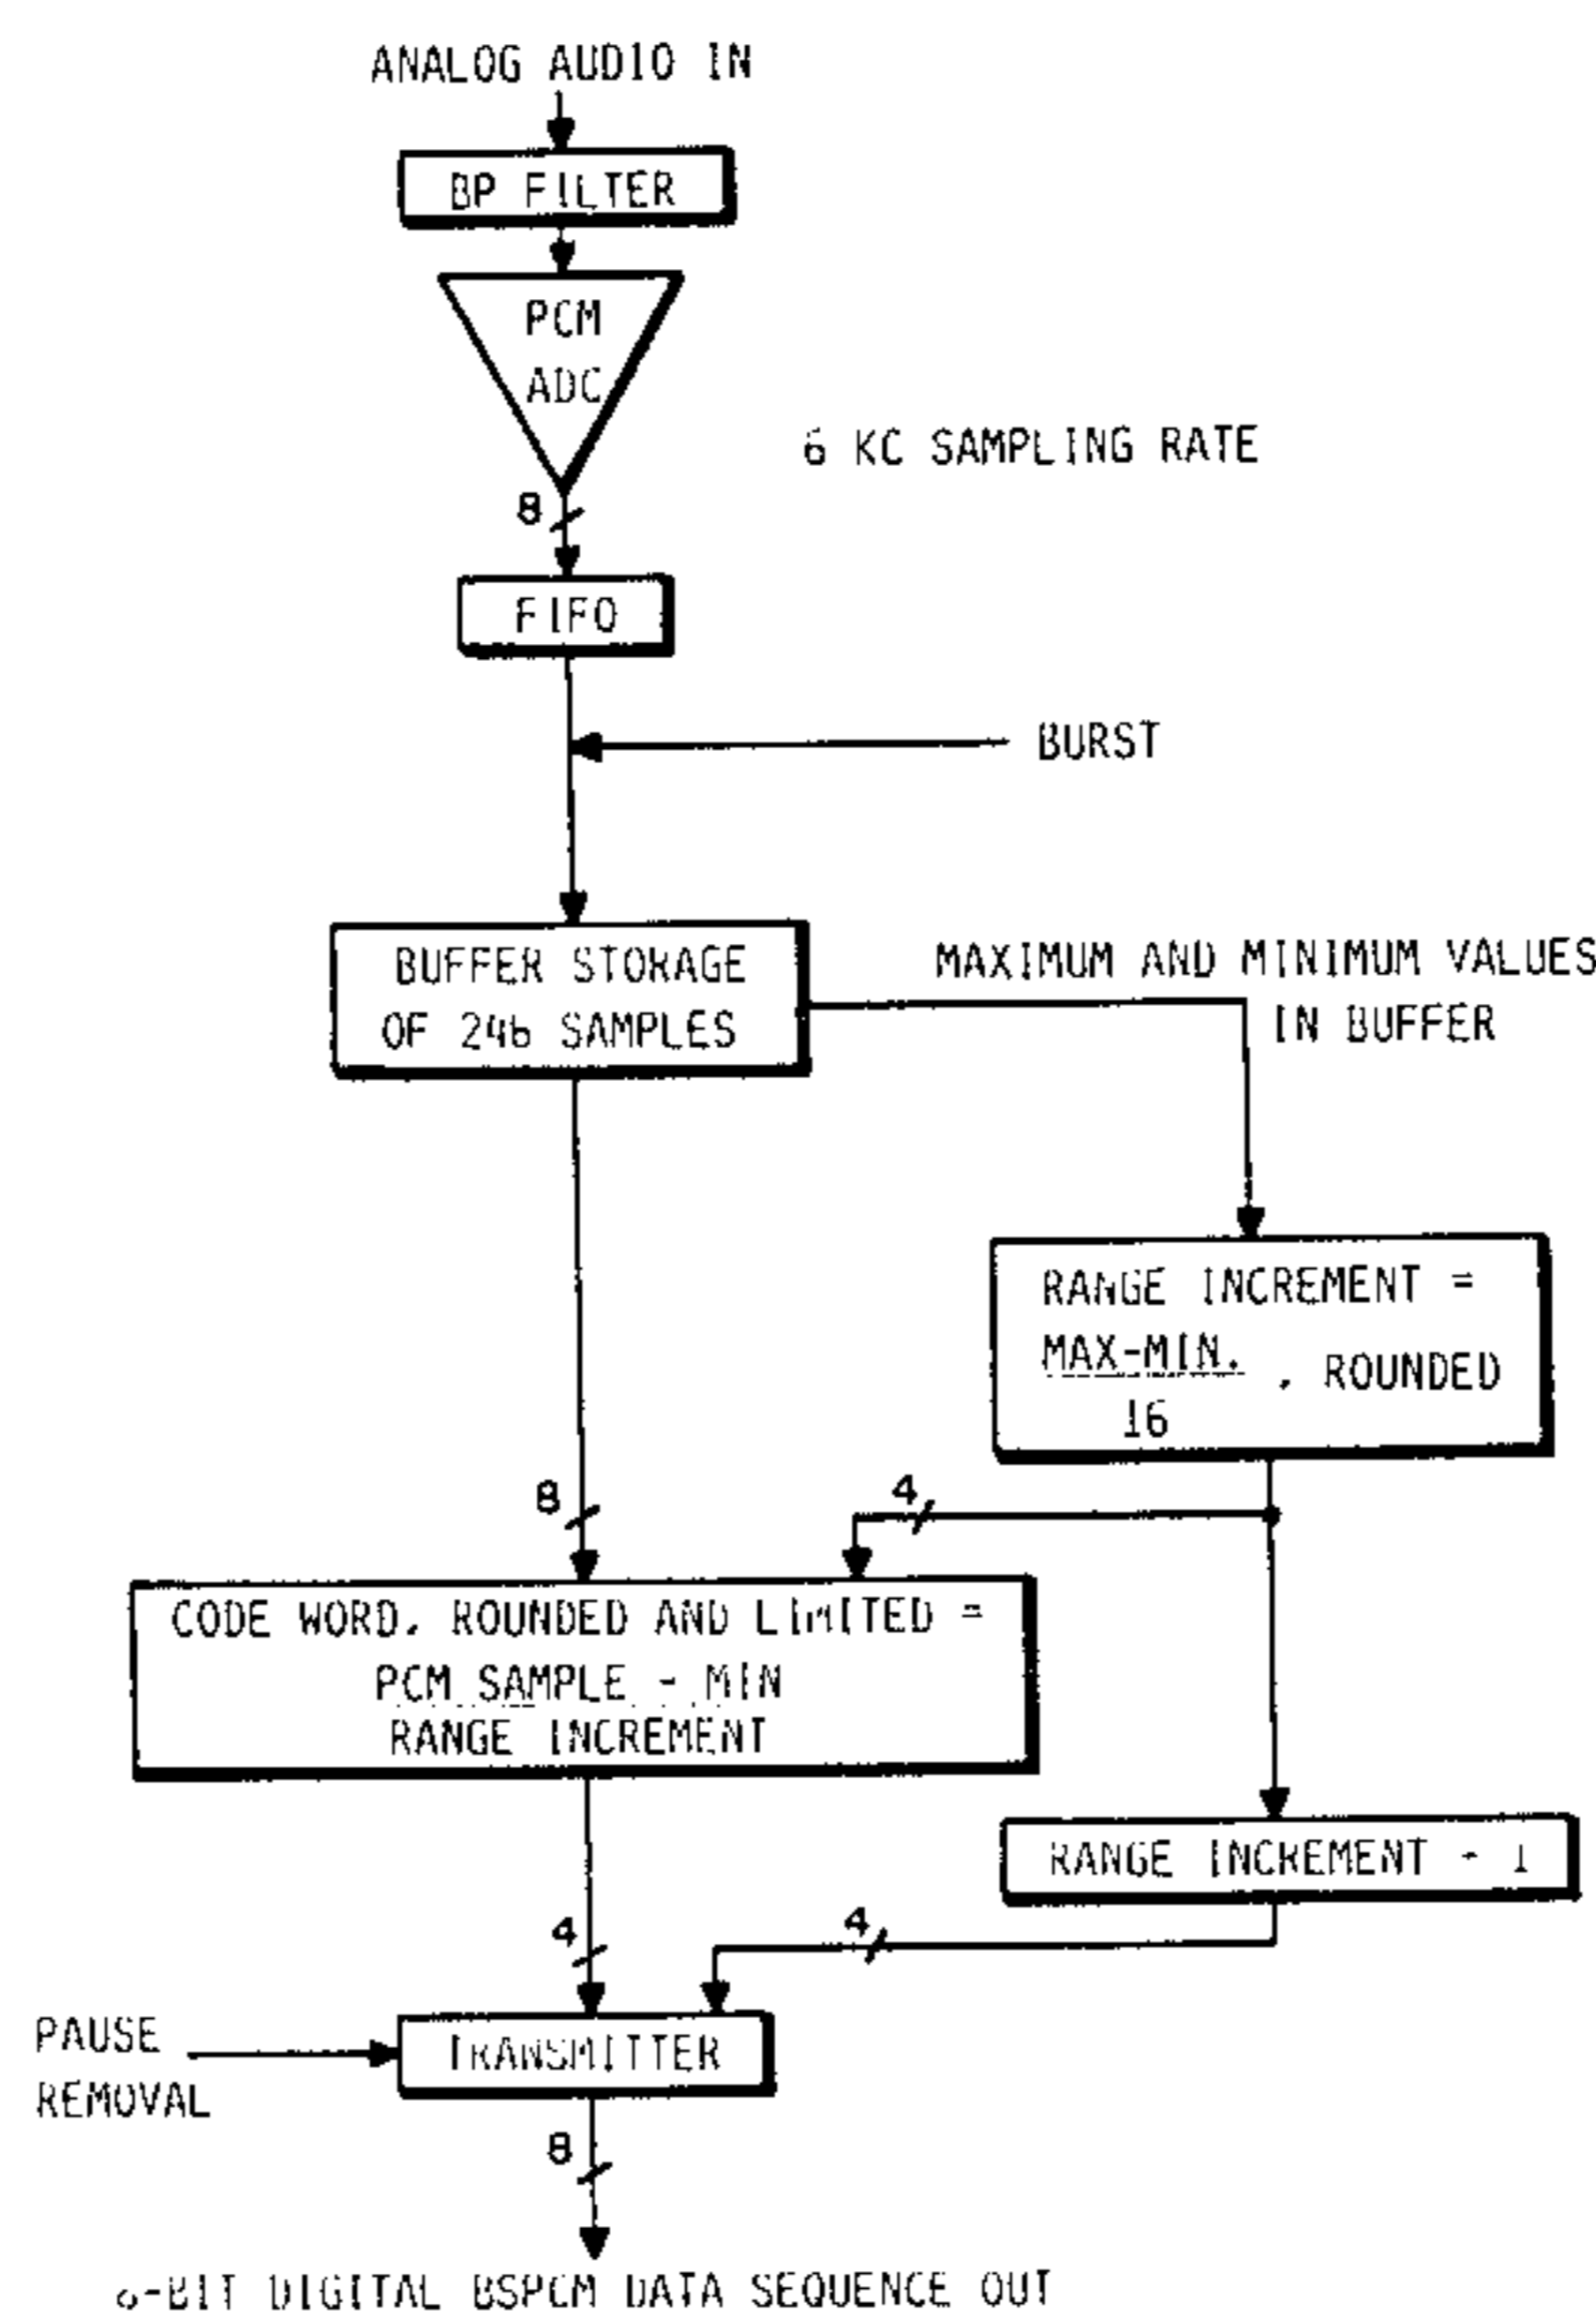 ANALOG AUDIO IN
BP FILTER
PCM
ADC
6 KC SAMPLING RATE
8
FIFO
BURST
BUFFER STORAGE
OF 246 SAMPLES
MAXIMUM AND MINIMUM VALUES
IN BUFFER
RANGE INCREMENT =
MAX-MIN.
, ROUNDED
16
8
4
CODE WORD, ROUNDED AND LIMITED =
PCM SAMPLE - MIN
RANGE INCREMENT
RANGE INCREMENT - 1
4
4
PAUSE
REMOVAL
TRANSMITTER
8
8-BIT DIGITAL BSPCM DATA SEQUENCE OUT